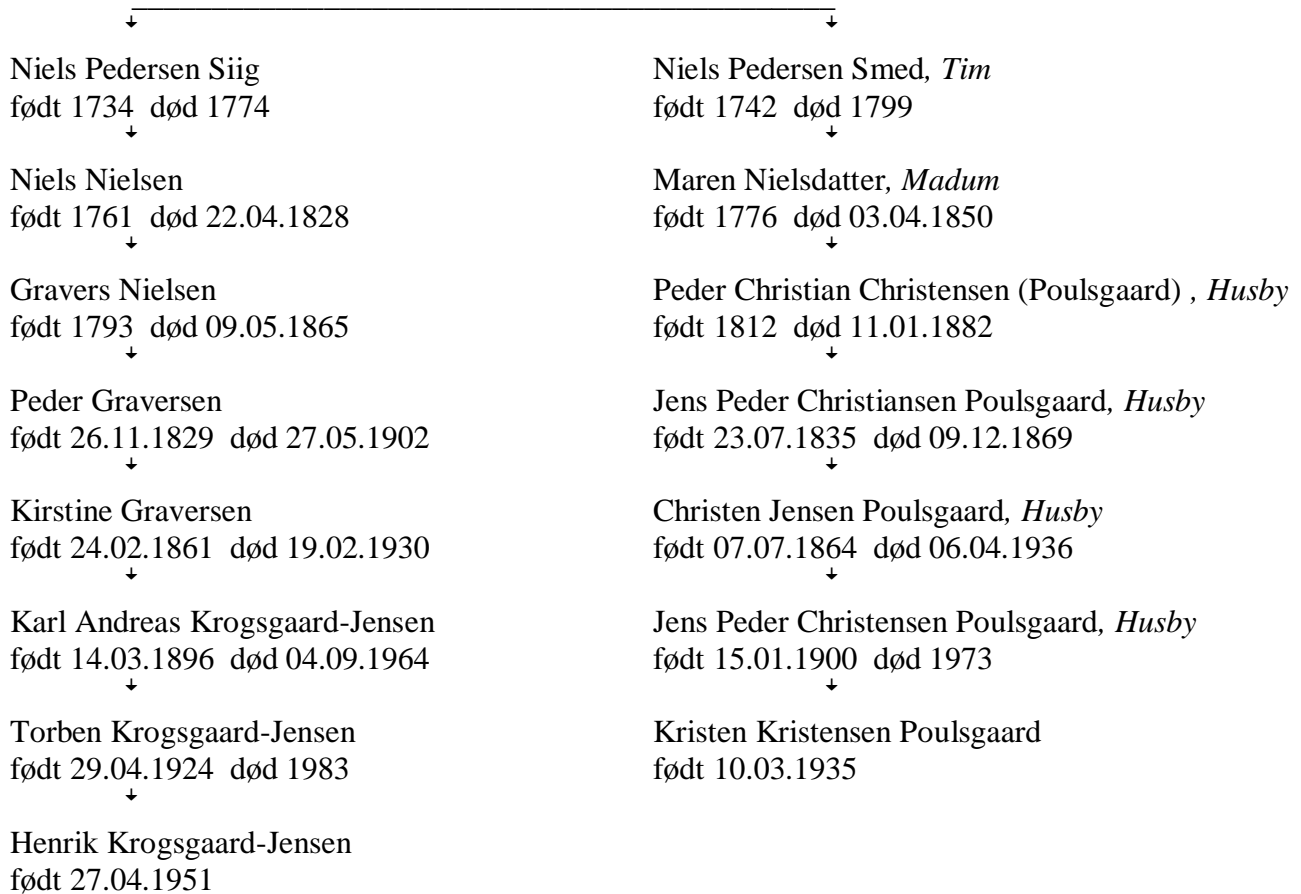 Niels Pedersen Siig
født 1734 død 1774
Niels Nielsen
født 1761 død 22.04.1828
Gravers Nielsen
født 1793 død 09.05.1865
Peder Graversen
født 26.11.1829 død 27.05.1902
Kirstine Graversen
født 24.02.1861 død 19.02.1930
Karl Andreas Krogsgaard-Jensen
født 14.03.1896 død 04.09.1964
Torben Krogsgaard-Jensen
født 29.04.1924 død 1983
Henrik Krogsgaard-Jensen
født 27.04.1951
Niels Pedersen Smed, Tim
født 1742 død 1799
Maren Nielsdatter, Madum
født 1776 død 03.04.1850
Peder Christian Christensen (Poulsgaard) , Husby
født 1812 død 11.01.1882
Jens Peder Christiansen Poulsgaard, Husby
født 23.07.1835 død 09.12.1869
Christen Jensen Poulsgaard, Husby
født 07.07.1864 død 06.04.1936
Jens Peder Christensen Poulsgaard, Husby
født 15.01.1900 død 1973
Kristen Kristensen Poulsgaard
født 10.03.1935